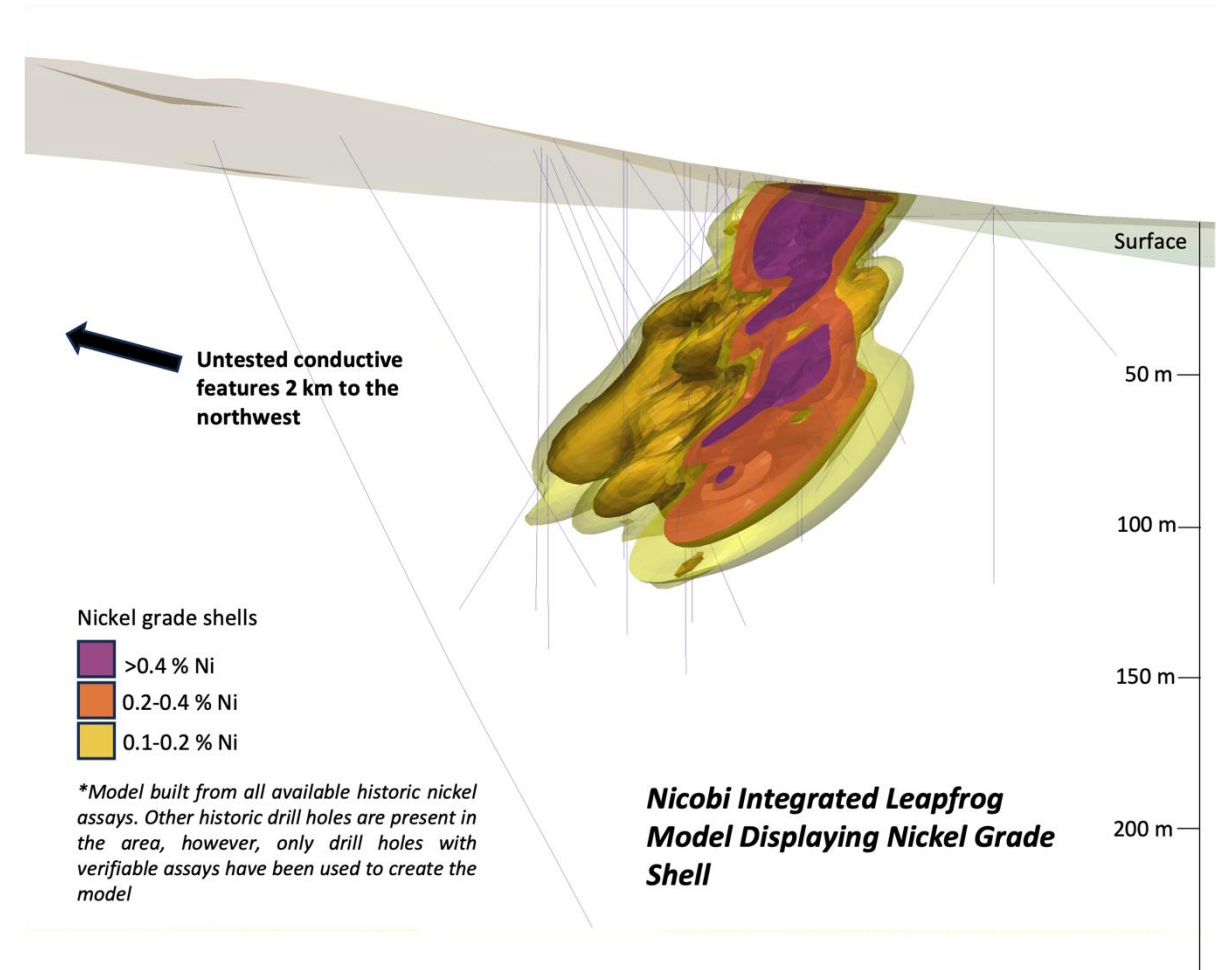 Surface
50 m
Untested conductive
features 2 km to the
northwest
100 m
Nickel grade shells
>0.4 % Ni
0.2-0.4 % Ni
0.1-0.2 % Ni
150 m
*Model built from all available historic nickel
assays. Other historic drill holes are present in
the area, however, only drill holes with
verifiable assays have been used to create the
model
Nicobi Integrated Leapfrog
Model Displaying Nickel Grade
Shell
200 m